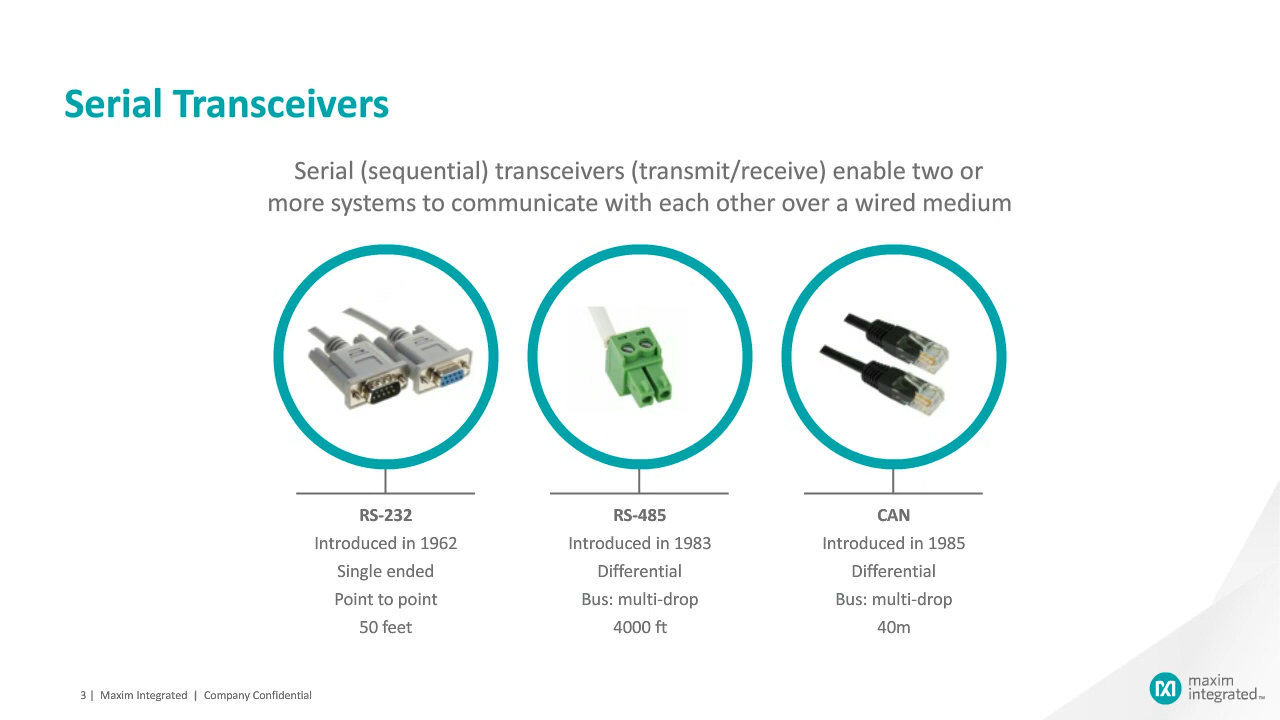 Serial Transceivers
Serial (sequential) transceivers (transmit/receive) enable two or
more systems to communicate with each other over a wired medium
RS-232
Introduced in 1962
Single ended
Point to point
50 feet
RS-485
Introduced in 1983
Differential
Bus: multi-drop
4000 ft
CAN
Introduced in 1985
Differential
Bus: multi-drop
40m
3 | Maxim Integrated | Company Confidential
maxim
integrated™